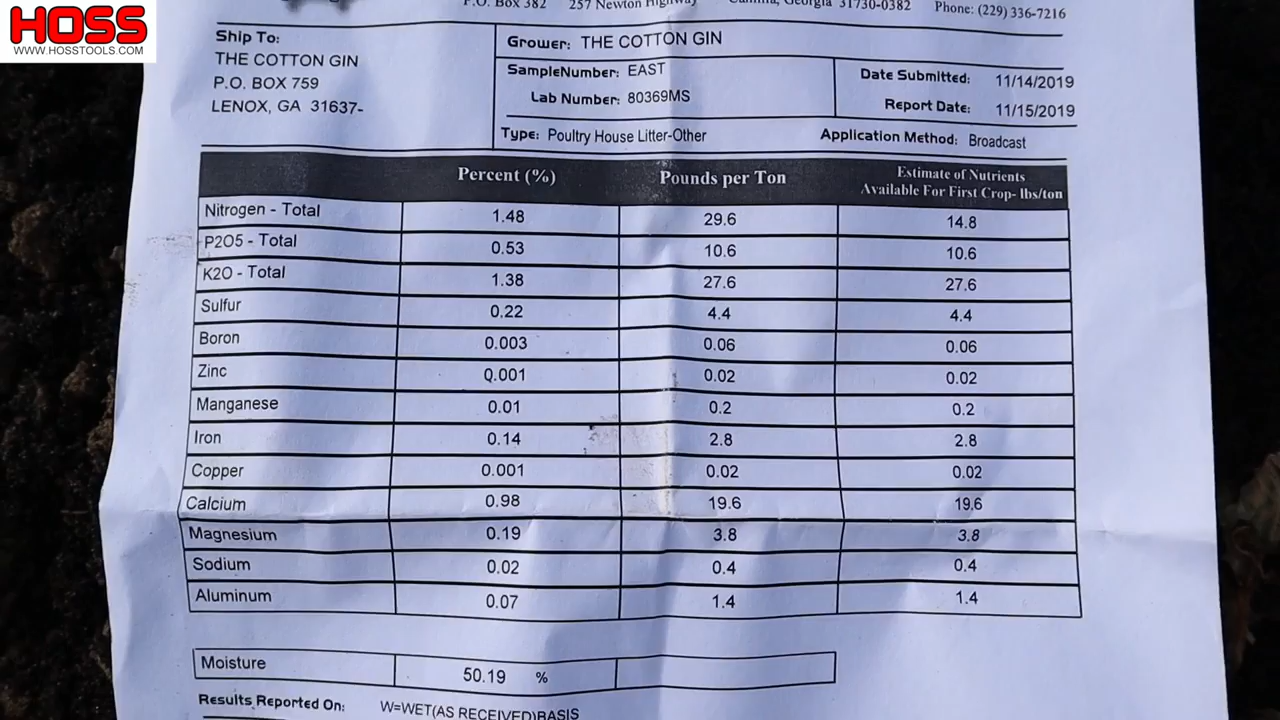 HOSS
WWW.HOSSTOOLS.COM
P.O. Box 382 257 Newton Highway Camilla, Georgia 31730-0382 Phone: (229) 336-7216
Ship To:
THE COTTON GIN
P.O. BOX 759
LENOX, GA 31637-
Grower: THE COTTON GIN
SampleNumber: EAST
Lab Number: 80369MS
Date Submitted: 11/14/2019
Report Date: 11/15/2019
Type: Poultry House Litter-Other Application Method: Broadcast
Percent (%) Pounds per Ton Estimate of Nutrients
Available For First Crop- lbs/ton
Nitrogen - Total 1.48 29.6 14.8
P2O5 - Total 0.53 10.6 10.6
K2O - Total 1.38 27.6 27.6
Sulfur 0.22 4.4 4.4
Boron 0.003 0.06 0.06
Zinc 0.001 0.02 0.02
Manganese 0.01 0.2 0.2
Iron 0.14 2.8 2.8
Copper 0.001 0.02 0.02
Calcium 0.98 19.6 19.6
Magnesium 0.19 3.8 3.8
Sodium 0.02 0.4 0.4
Aluminum 0.07 1.4 1.4
Moisture 50.19 %
Results Reported On: W=WET(AS RECEIVED)BASIS